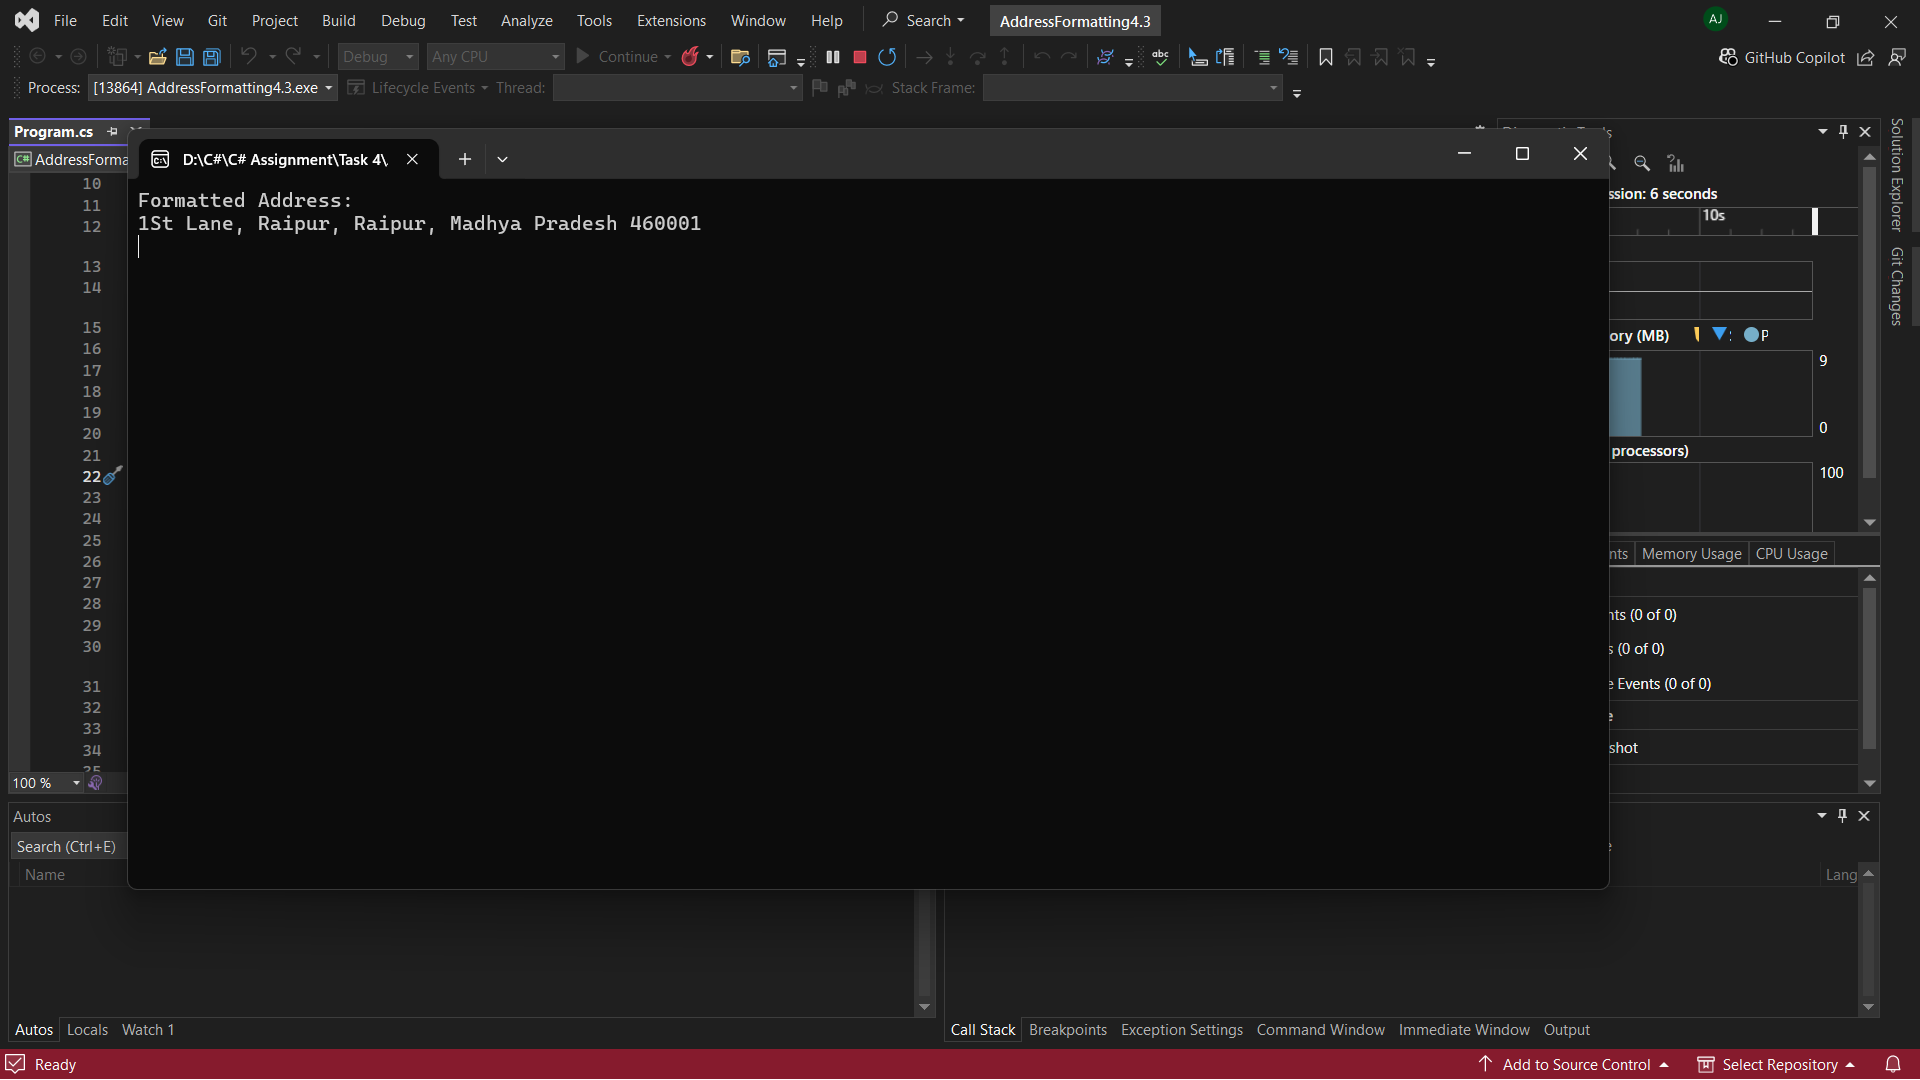 File Edit View Git Project Build Debug Test Analyze Tools Extensions Window Help Search AddressFormatting4.3 AJ
Debug Any CPU Continue abc GitHub Copilot
Process: [13864] AddressFormatting4.3.exe Lifecycle Events Thread: Stack Frame:
Program.cs
C# AddressForma
D:\C#\C# Assignment\Task 4\
Formatted Address:
1St Lane, Raipur, Raipur, Madhya Pradesh 460001
10
11
12
13
14
15
16
17
18
19
20
21
22
23
24
25
26
27
28
29
30
31
32
33
34
35
100 %
ssion: 6 seconds
10s
ory (MB) P
9
0
processors)
100
nts Memory Usage CPU Usage
nts (0 of 0)
s (0 of 0)
e Events (0 of 0)
e
shot
Solution Explorer
Git Changes
Autos
Search (Ctrl+E)
Name
e
Lang
Autos Locals Watch 1
Call Stack Breakpoints Exception Settings Command Window Immediate Window Output
Ready
Add to Source Control Select Repository